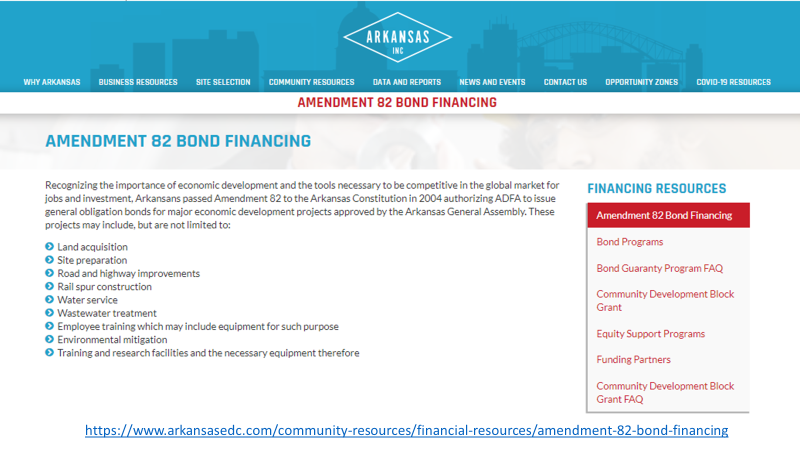 ARKANSAS
INC
WHY ARKANSAS BUSINESS RESOURCES SITE SELECTION COMMUNITY RESOURCES DATA AND REPORTS NEWS AND EVENTS CONTACT US OPPORTUNITY ZONES COVID-19 RESOURCES
AMENDMENT 82 BOND FINANCING
AMENDMENT 82 BOND FINANCING
Recognizing the importance of economic development and the tools necessary to be competitive in the global market for
jobs and investment, Arkansans passed Amendment 82 to the Arkansas Constitution in 2004 authorizing ADFA to issue
general obligation bonds for major economic development projects approved by the Arkansas General Assembly. These
projects may include, but are not limited to:
Land acquisition
Site preparation
Road and highway improvements
Rail spur construction
Water service
Wastewater treatment
Employee training which may include equipment for such purpose
Environmental mitigation
Training and research facilities and the necessary equipment therefore
FINANCING RESOURCES
Amendment 82 Bond Financing
Bond Programs
Bond Guaranty Program FAQ
Community Development Block
Grant
Equity Support Programs
Funding Partners
Community Development Block
Grant FAQ
https://www.arkansasedc.com/community-resources/financial-resources/amendment-82-bond-financing